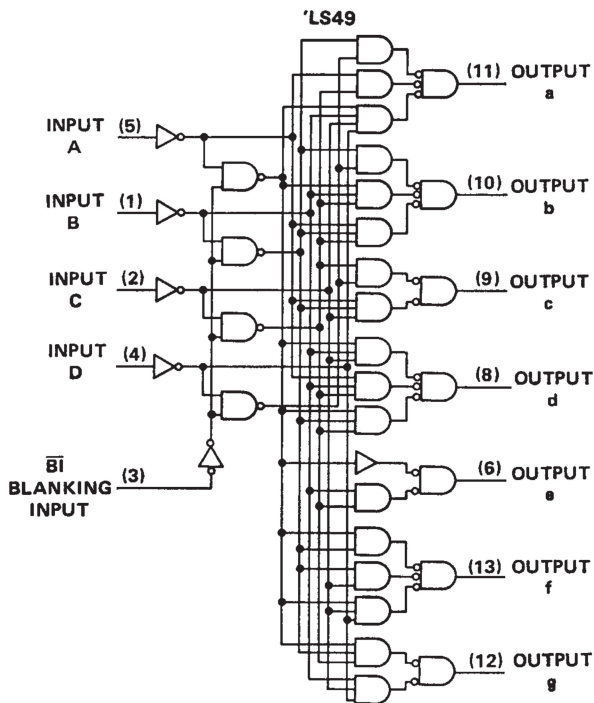 'LS49
(11) OUTPUT
a
INPUT (5)
A
(10) OUTPUT
b
INPUT (1)
B
INPUT (2)
C
(9) OUTPUT
c
INPUT (4)
D
(8) OUTPUT
d
BI
BLANKING (3)
INPUT
(6) OUTPUT
e
(13) OUTPUT
f
(12) OUTPUT
g